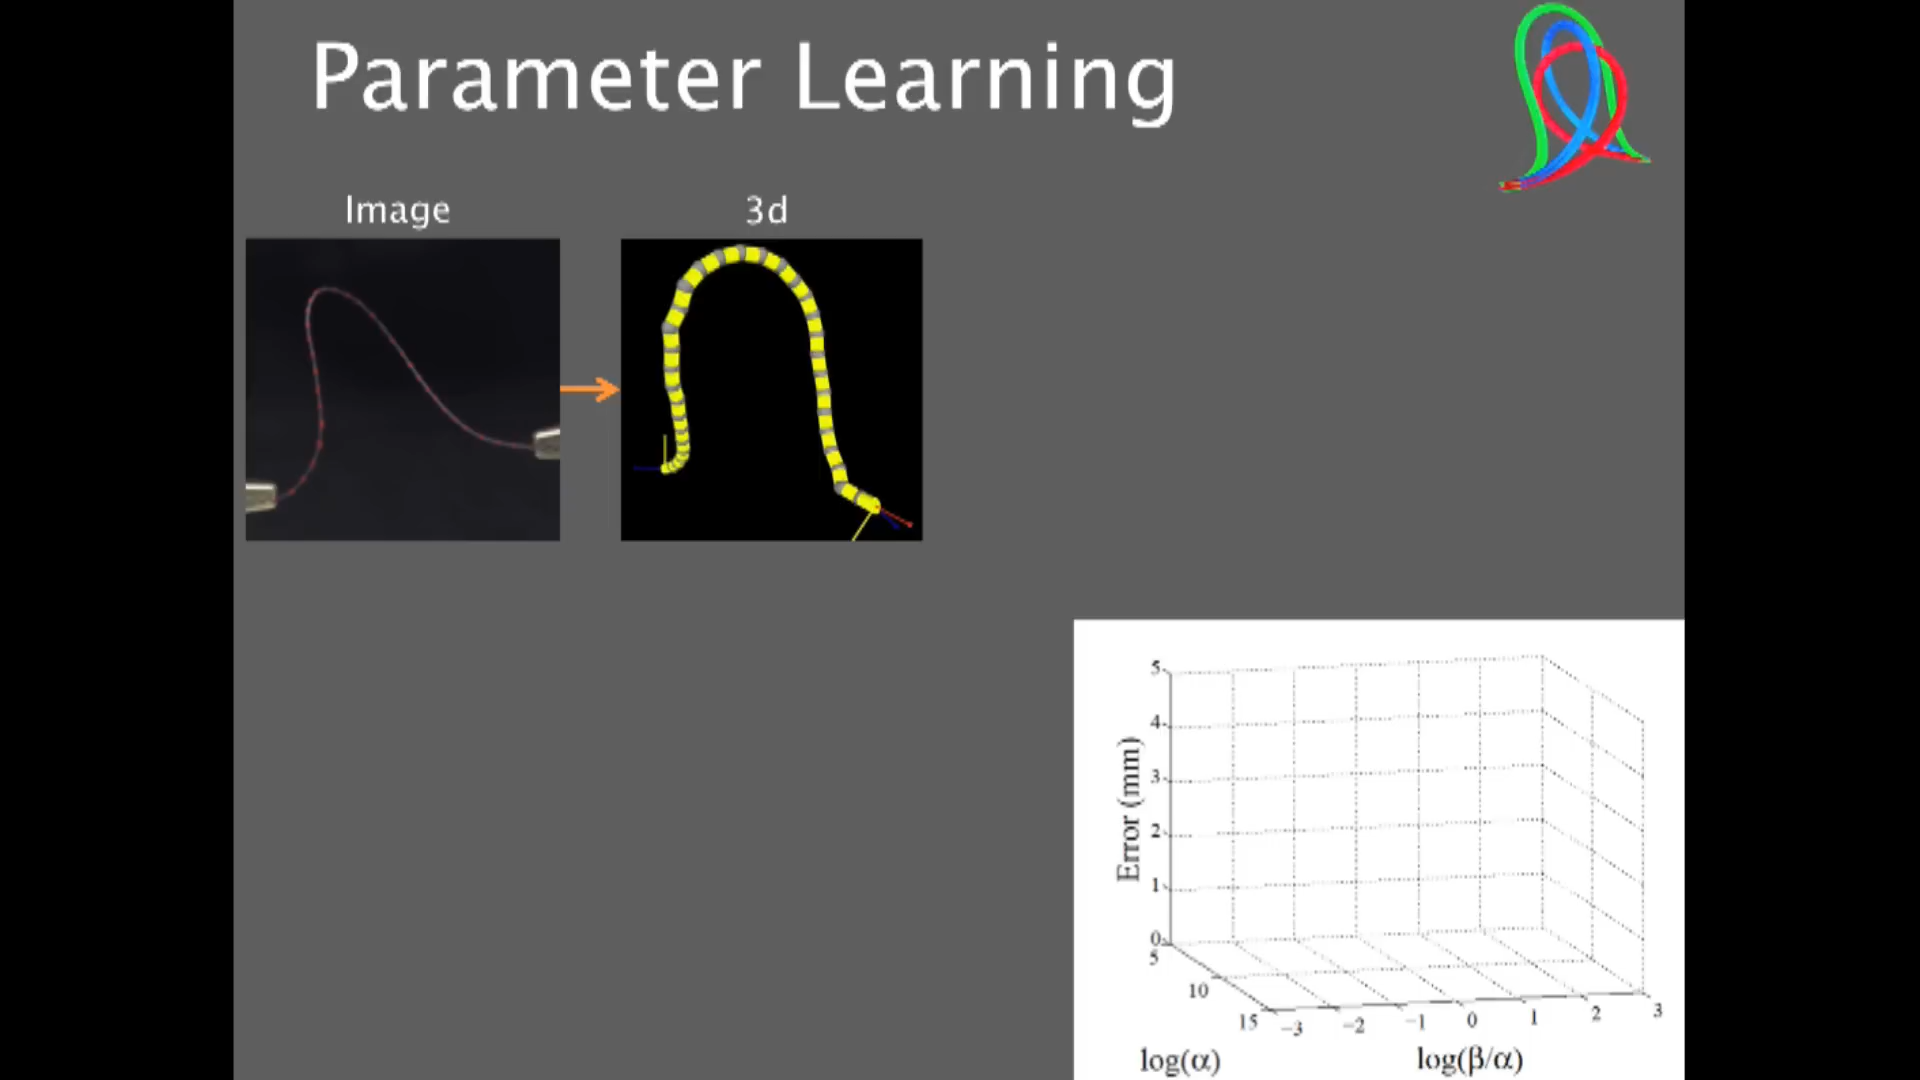 Parameter Learning
Image
3d
5
4
3
2
1
0
Error (mm)
5
10
15
-3
-2
-1
0
1
2
3
log(α)
log(β/α)